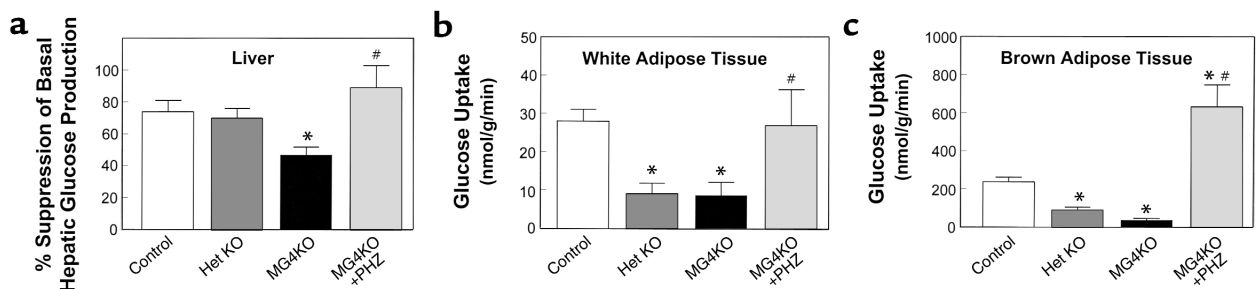 a
% Suppression of Basal
Hepatic Glucose Production
Liver
100
80
60
40
20
0
*
#
Control
Het KO
MG4KO
MG4KO
+PHZ
b
Glucose Uptake
(nmol/g/min)
White Adipose Tissue
50
40
30
20
10
0
*
*
#
Control
Het KO
MG4KO
MG4KO
+PHZ
c
Glucose Uptake
(nmol/g/min)
Brown Adipose Tissue
1000
800
600
400
200
0
*
*
* #
Control
Het KO
MG4KO
MG4KO
+PHZ